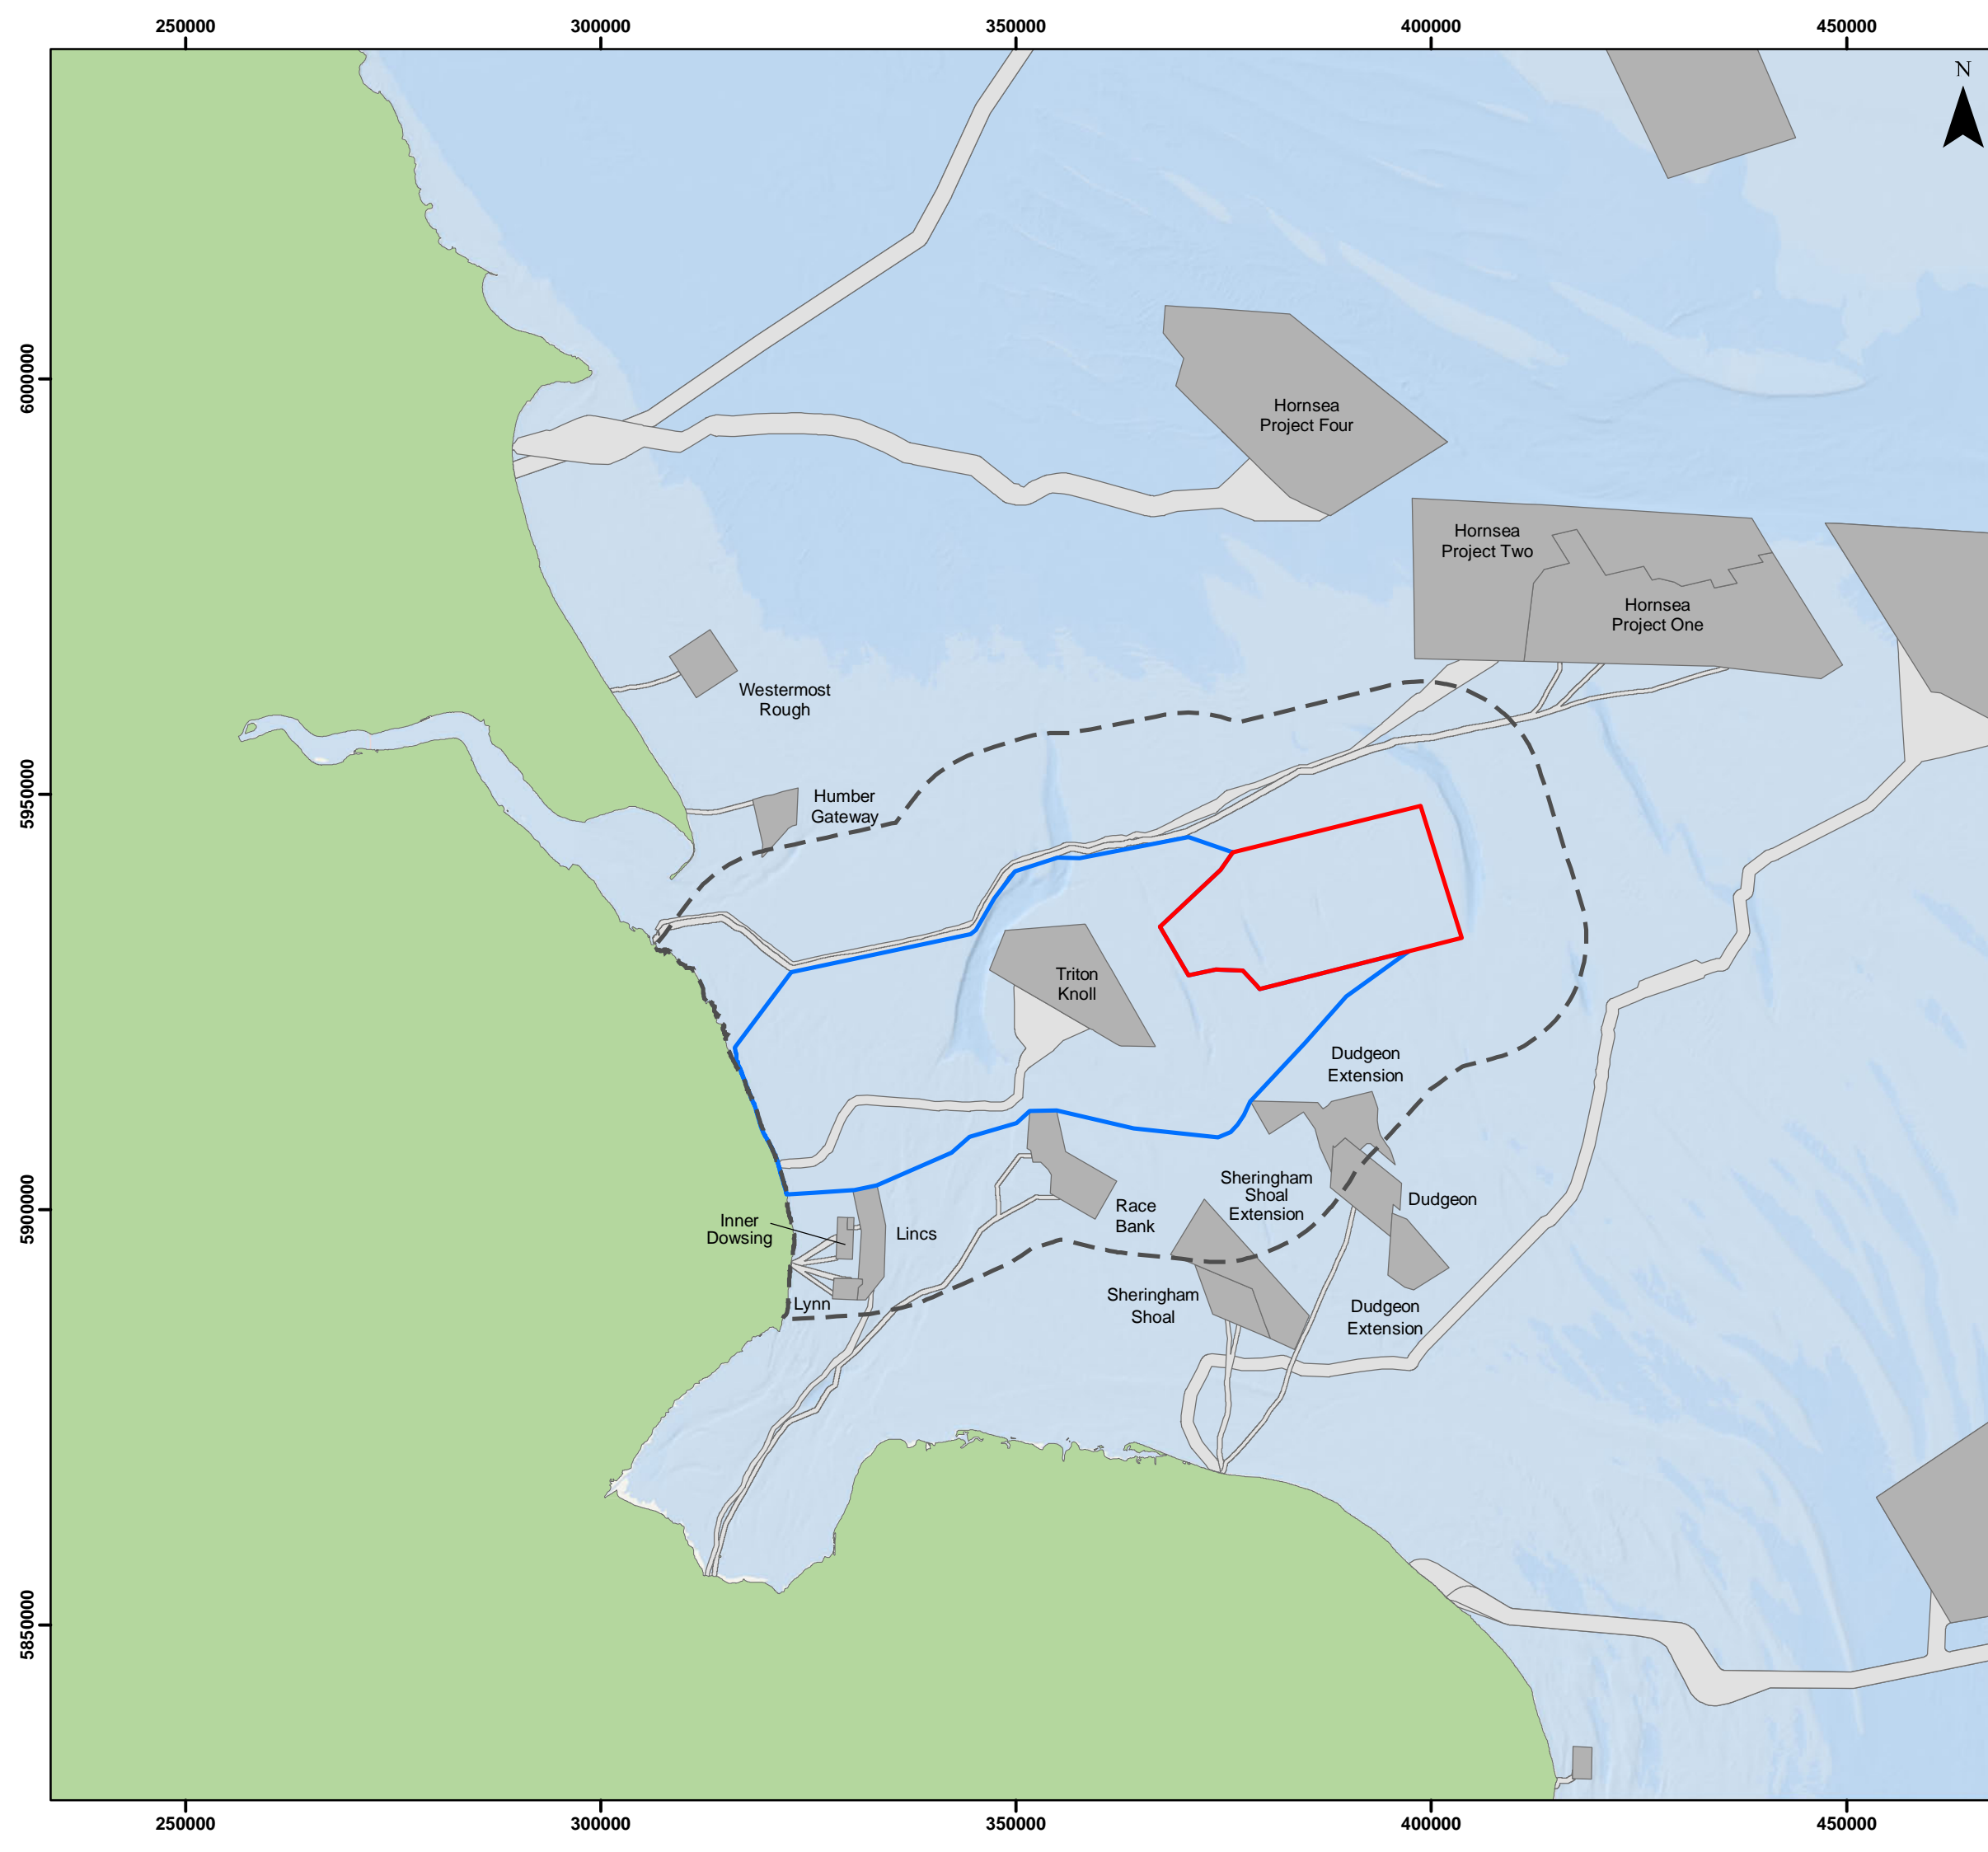 250000
300000
350000
400000
450000
N
6000000
Hornsea
Project Four
Hornsea
Project Two
Hornsea
Project One
Westermost
Rough
5950000
Humber
Gateway
Triton
Knoll
Dudgeon
Extension
5900000
Sheringham
Shoal
Extension
Dudgeon
Race
Bank
Inner
Dowsing
Lincs
Lynn
Sheringham
Shoal
Dudgeon
Extension
5850000
250000
300000
350000
400000
450000